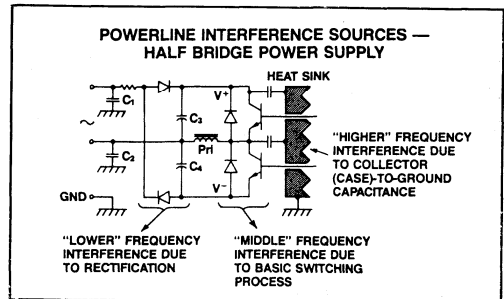 POWERLINE INTERFERENCE SOURCES —
HALF BRIDGE POWER SUPPLY
HEAT SINK
C1
V+
C3
~
C2
Pri
C4
V−
GND
"HIGHER" FREQUENCY
INTERFERENCE DUE
TO COLLECTOR
(CASE)-TO-GROUND
CAPACITANCE
"LOWER" FREQUENCY
INTERFERENCE DUE
TO RECTIFICATION
"MIDDLE" FREQUENCY
INTERFERENCE DUE
TO BASIC SWITCHING
PROCESS